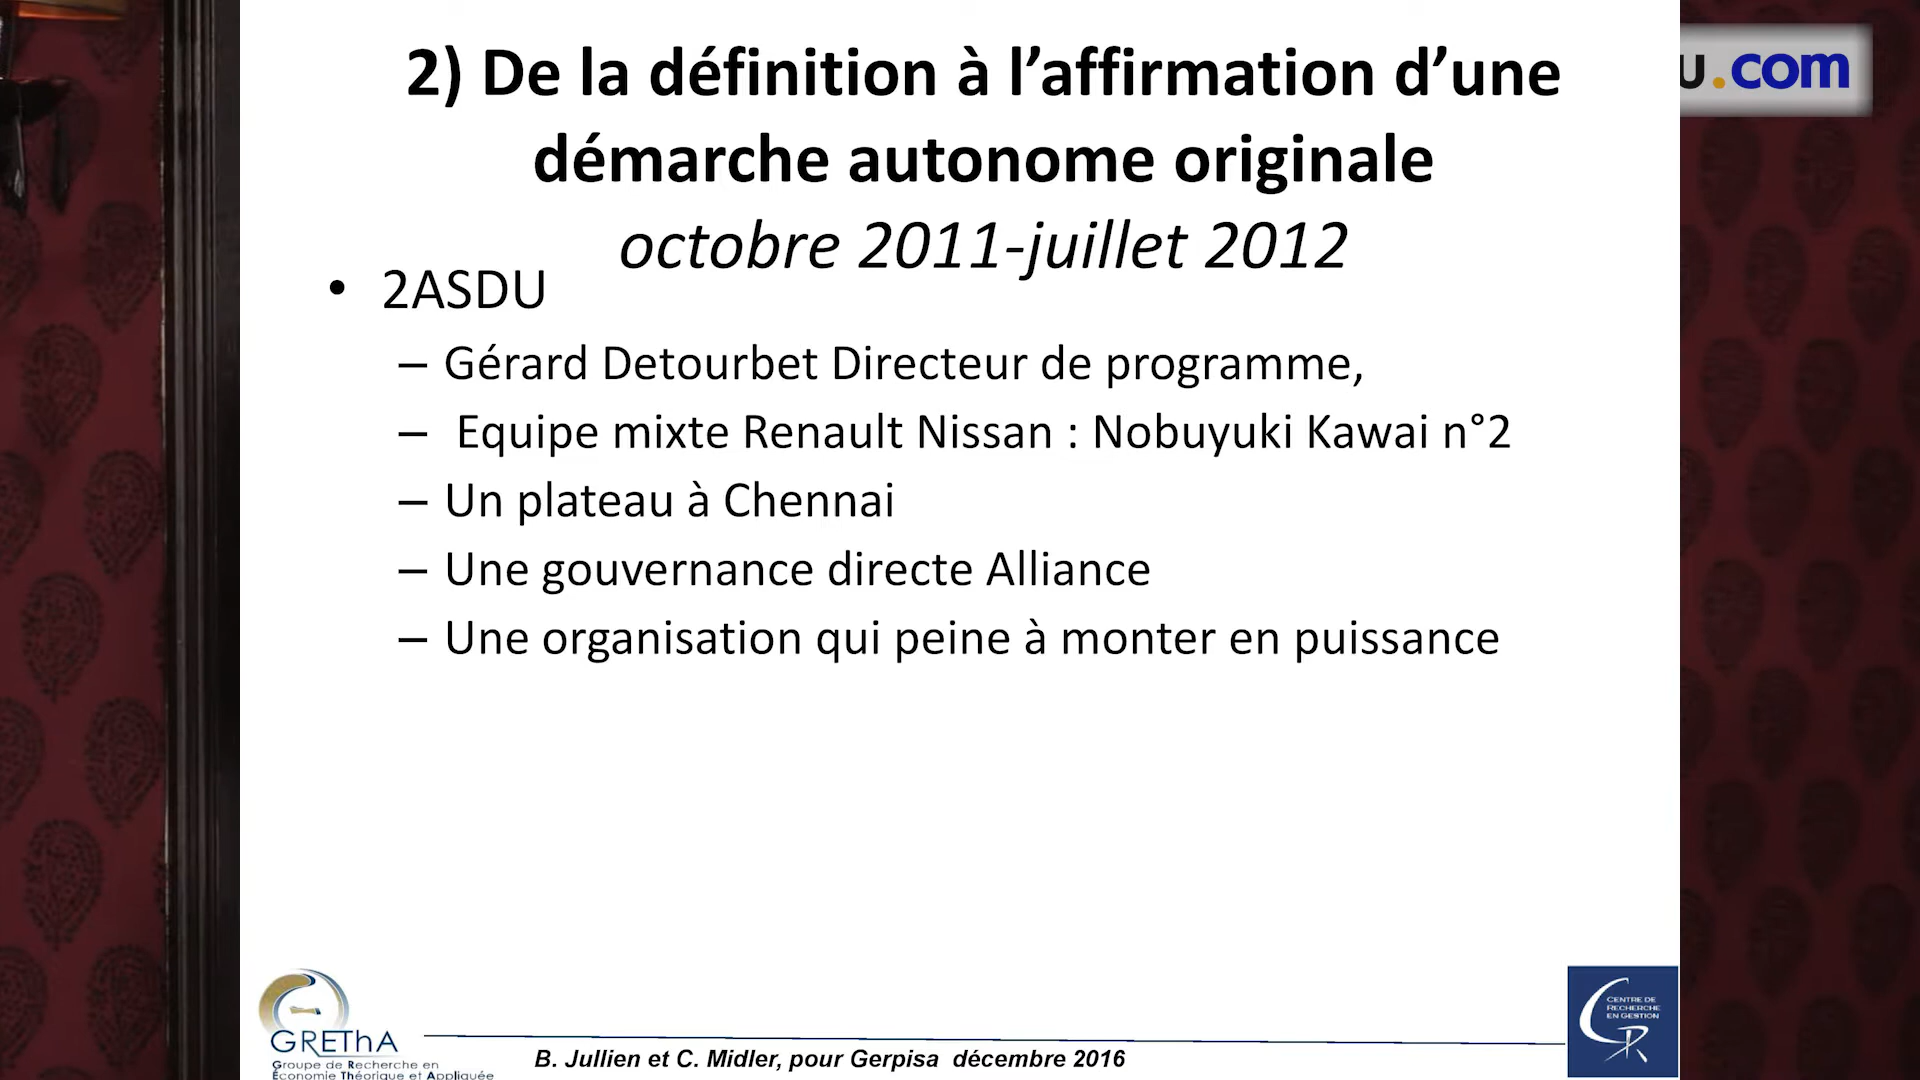 2) De la définition à l’affirmation d’une
démarche autonome originale
octobre 2011-juillet 2012
• 2ASDU
– Gérard Detourbet Directeur de programme,
– Equipe mixte Renault Nissan : Nobuyuki Kawai n°2
– Un plateau à Chennai
– Une gouvernance directe Alliance
– Une organisation qui peine à monter en puissance
u.com
GREThA
Groupe de Recherche en
Économie Théorique et Appliquée
B. Jullien et C. Midler, pour Gerpisa décembre 2016
CENTRE DE
RECHERCHE
EN GESTION